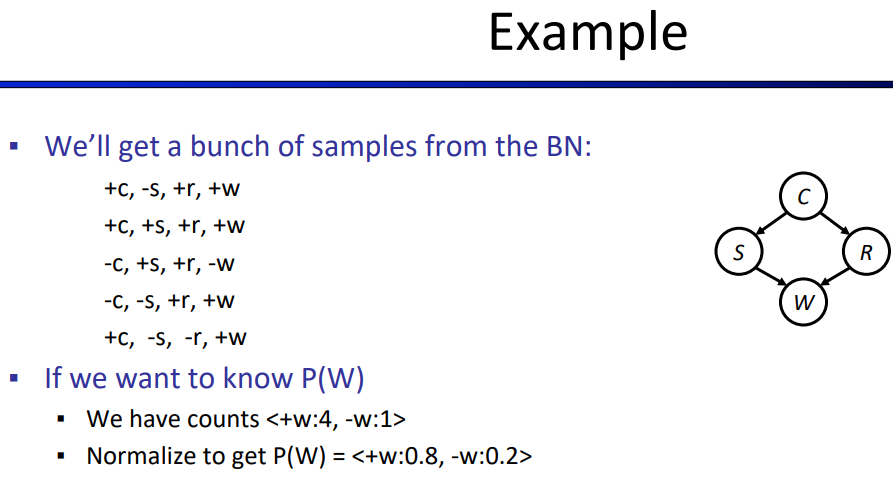 Example
▪ We’ll get a bunch of samples from the BN:
+c, -s, +r, +w
+c, +s, +r, +w
-c, +s, +r, -w
-c, -s, +r, +w
+c, -s, -r, +w
C
S
R
W
▪ If we want to know P(W)
▪ We have counts <+w:4, -w:1>
▪ Normalize to get P(W) = <+w:0.8, -w:0.2>